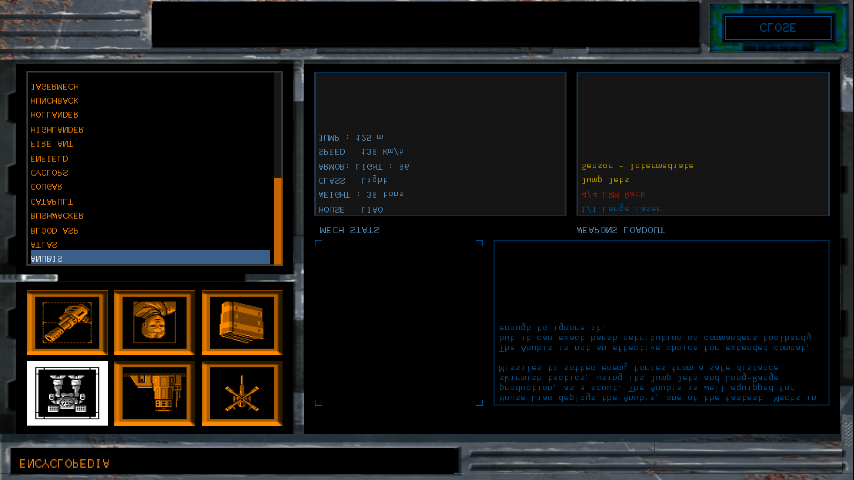 ENCYCLOPEDIA
House Liao deploys the Anubis, one of the fastest 'Mechs in
production, as a scout. The Anubis is well equipped for
skirmish tactics, using its Jump Jets and Long-Range
Missiles to soften enemy forces from a safe distance.
The Anubis is not an effective choice for extended combat,
but it can exact harsh retribution on commanders foolhardy
enough to ignore it.
MECH STATS
HOUSE : LIAO
WEIGHT : 30 tons
CLASS : Light
ARMOR: LIGHT : 96
SPEED: 130 Km/h
JUMP : 125 m
WEAPONS LOADOUT
1/1 Large Laser
4/4 LRM Rack
Jump Jets
Sensor - Intermediate
ANUBIS
ATLAS
BLOOD ASP
BUSHWACKER
CATAPULT
COUGAR
CYCLOPS
ENFIELD
FIRE ANT
HIGHLANDER
HOLLANDER
HUNCHBACK
JAGERMECH
CLOSE